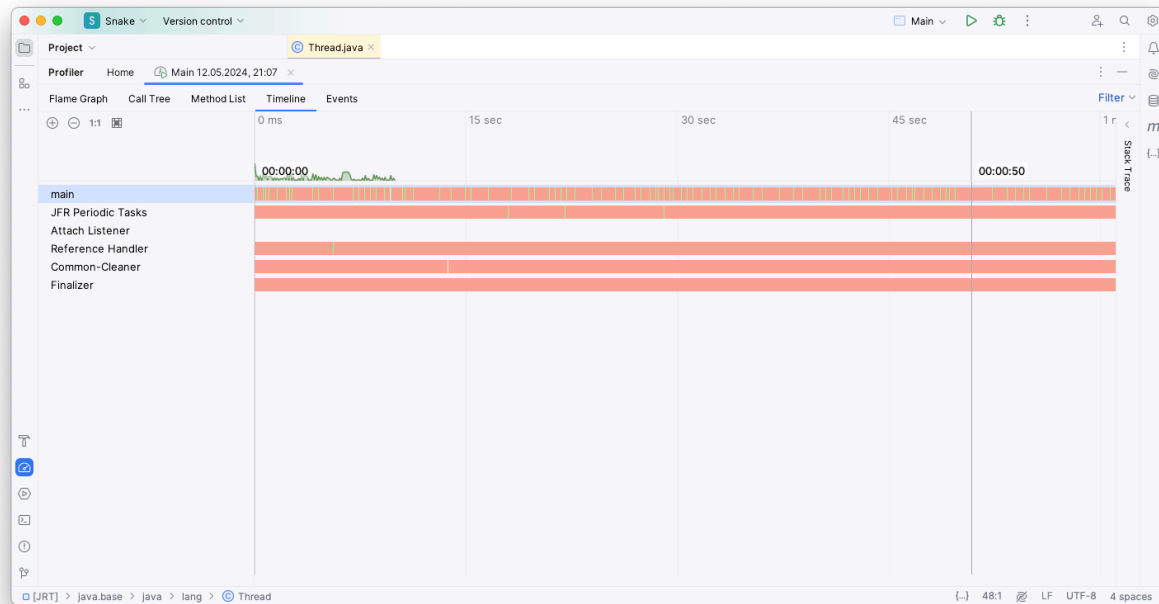 S Snake Version control Main
Project Thread.java
Profiler Home Main 12.05.2024, 21:07
Flame Graph Call Tree Method List Timeline Events Filter
1:1 0 ms 15 sec 30 sec 45 sec 1 r
Stack Trace
00:00:00 00:00:50
main
JFR Periodic Tasks
Attach Listener
Reference Handler
Common-Cleaner
Finalizer
[JRT] > java.base > java > lang > Thread {...} 48:1 LF UTF-8 4 spaces